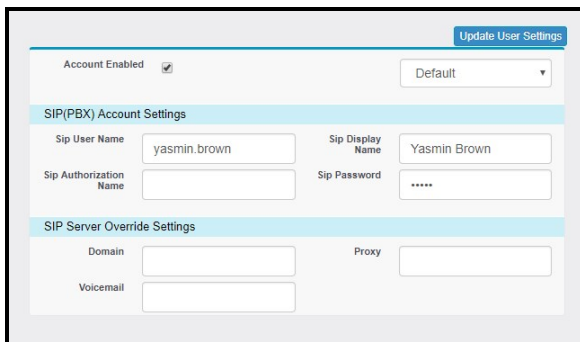 Update User Settings
Account Enabled
Default
SIP(PBX) Account Settings
Sip User Name
yasmin.brown
Sip Display
Name
Yasmin Brown
Sip Authorization
Name
Sip Password
•••••
SIP Server Override Settings
Domain
Proxy
Voicemail